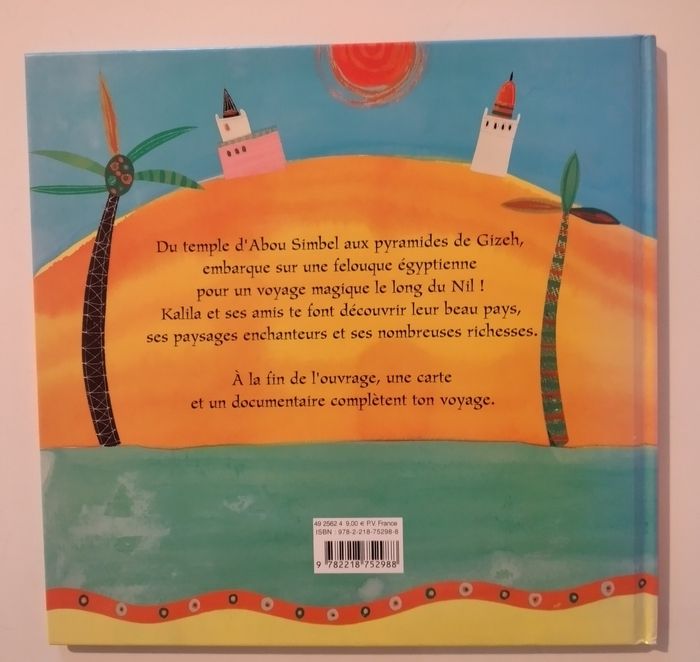 Du temple d'Abou Simbel aux pyramides de Gizeh,
embarque sur une felouque égyptienne
pour un voyage magique le long du Nil !
Kalila et ses amis te font découvrir leur beau pays,
ses paysages enchanteurs et ses nombreuses richesses.
À la fin de l'ouvrage, une carte
et un documentaire complètent ton voyage.
49 2562 4 9,00 € P.V. France
ISBN : 978-2-218-75298-8
9 782218 752988